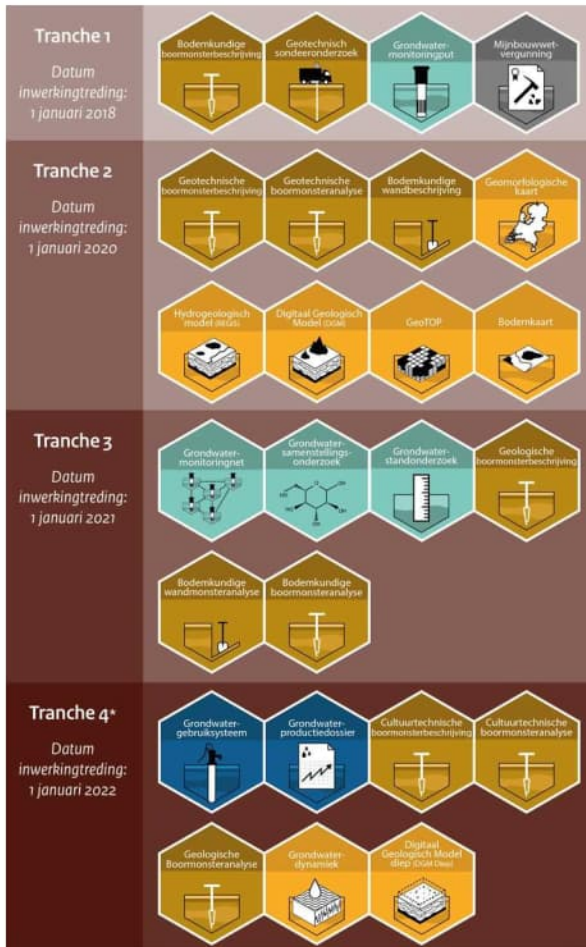 Tranche 1
Datum
inwerkingtreding:
1 januari 2018
Bodemkundige
boormonsterbeschrijving
Geotechnisch
sondeeronderzoek
Grondwater-
monitoringput
Mijnbouwwet-
vergunning
Tranche 2
Datum
inwerkingtreding:
1 januari 2020
Geotechnische
boormonsterbeschrijving
Geotechnische
boormonsteranalyse
Bodemkundige
wandbeschrijving
Geomorfologische
kaart
Hydrogeologisch
model (REGIS)
Digitaal Geologisch
Model (DGM)
GeoTOP
Bodemkaart
Tranche 3
Datum
inwerkingtreding:
1 januari 2021
Grondwater-
monitoringnet
Grondwater-
samenstellings-
onderzoek
Grondwater-
standonderzoek
Geologische
boormonsterbeschrijving
Bodemkundige
wandmonsteranalyse
Bodemkundige
boormonsteranalyse
Tranche 4*
Datum
inwerkingtreding:
1 januari 2022
Grondwater-
gebruiksysteem
Grondwater-
productiedossier
Cultuurtechnische
boormonsterbeschrijving
Cultuurtechnische
boormonsteranalyse
Geologische
Boormonsteranalyse
Grondwater-
dynamiek
Digitaal
Geologisch Model
diep (DGM Diep)